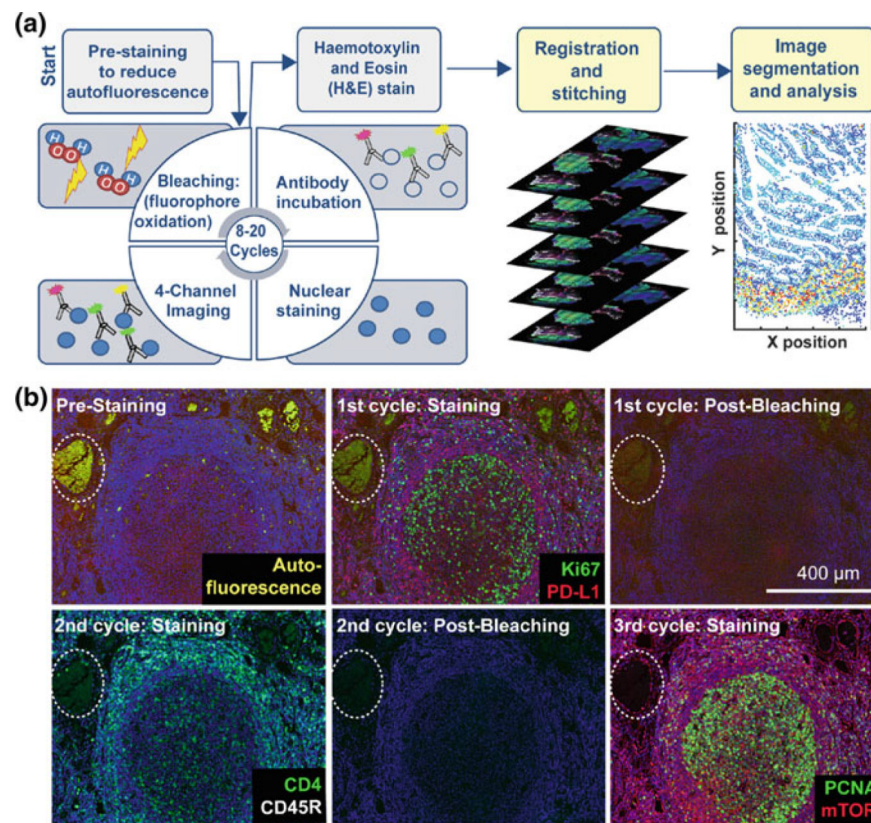 (a)
Start
Pre-staining
to reduce
autofluorescence
Haemotoxylin
and Eosin
(H&E) stain
Registration
and
stitching
Image
segmentation
and analysis
H
O
O
H
H
O
O
H
Bleaching:
(fluorophore
oxidation)
Antibody
incubation
8-20
Cycles
4-Channel
Imaging
Nuclear
staining
Y position
X position
(b)
Pre-Staining
Auto-
fluorescence
1st cycle: Staining
Ki67
PD-L1
1st cycle: Post-Bleaching
400 µm
2nd cycle: Staining
CD4
CD45R
2nd cycle: Post-Bleaching
3rd cycle: Staining
PCNA
mTOR